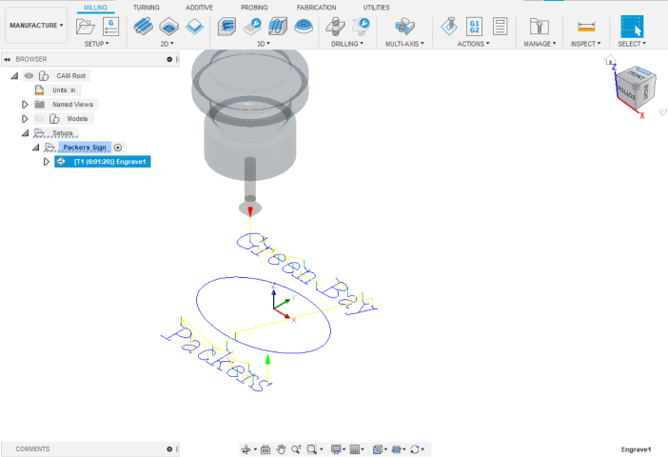 MILLING TURNING ADDITIVE PROBING FABRICATION UTILITIES
MANUFACTURE
SETUP 2D 3D DRILLING MULTI-AXIS ACTIONS MANAGE INSPECT SELECT
G
G1
G2
BROWSER
CAM Root
Units: in
Named Views
Models
Setups
Packers Sign
[T1 (0:01:20)] Engrave1
Z
FRONT
X
Green Bay
Z
Y
X
Packers
COMMENTS
Engrave1